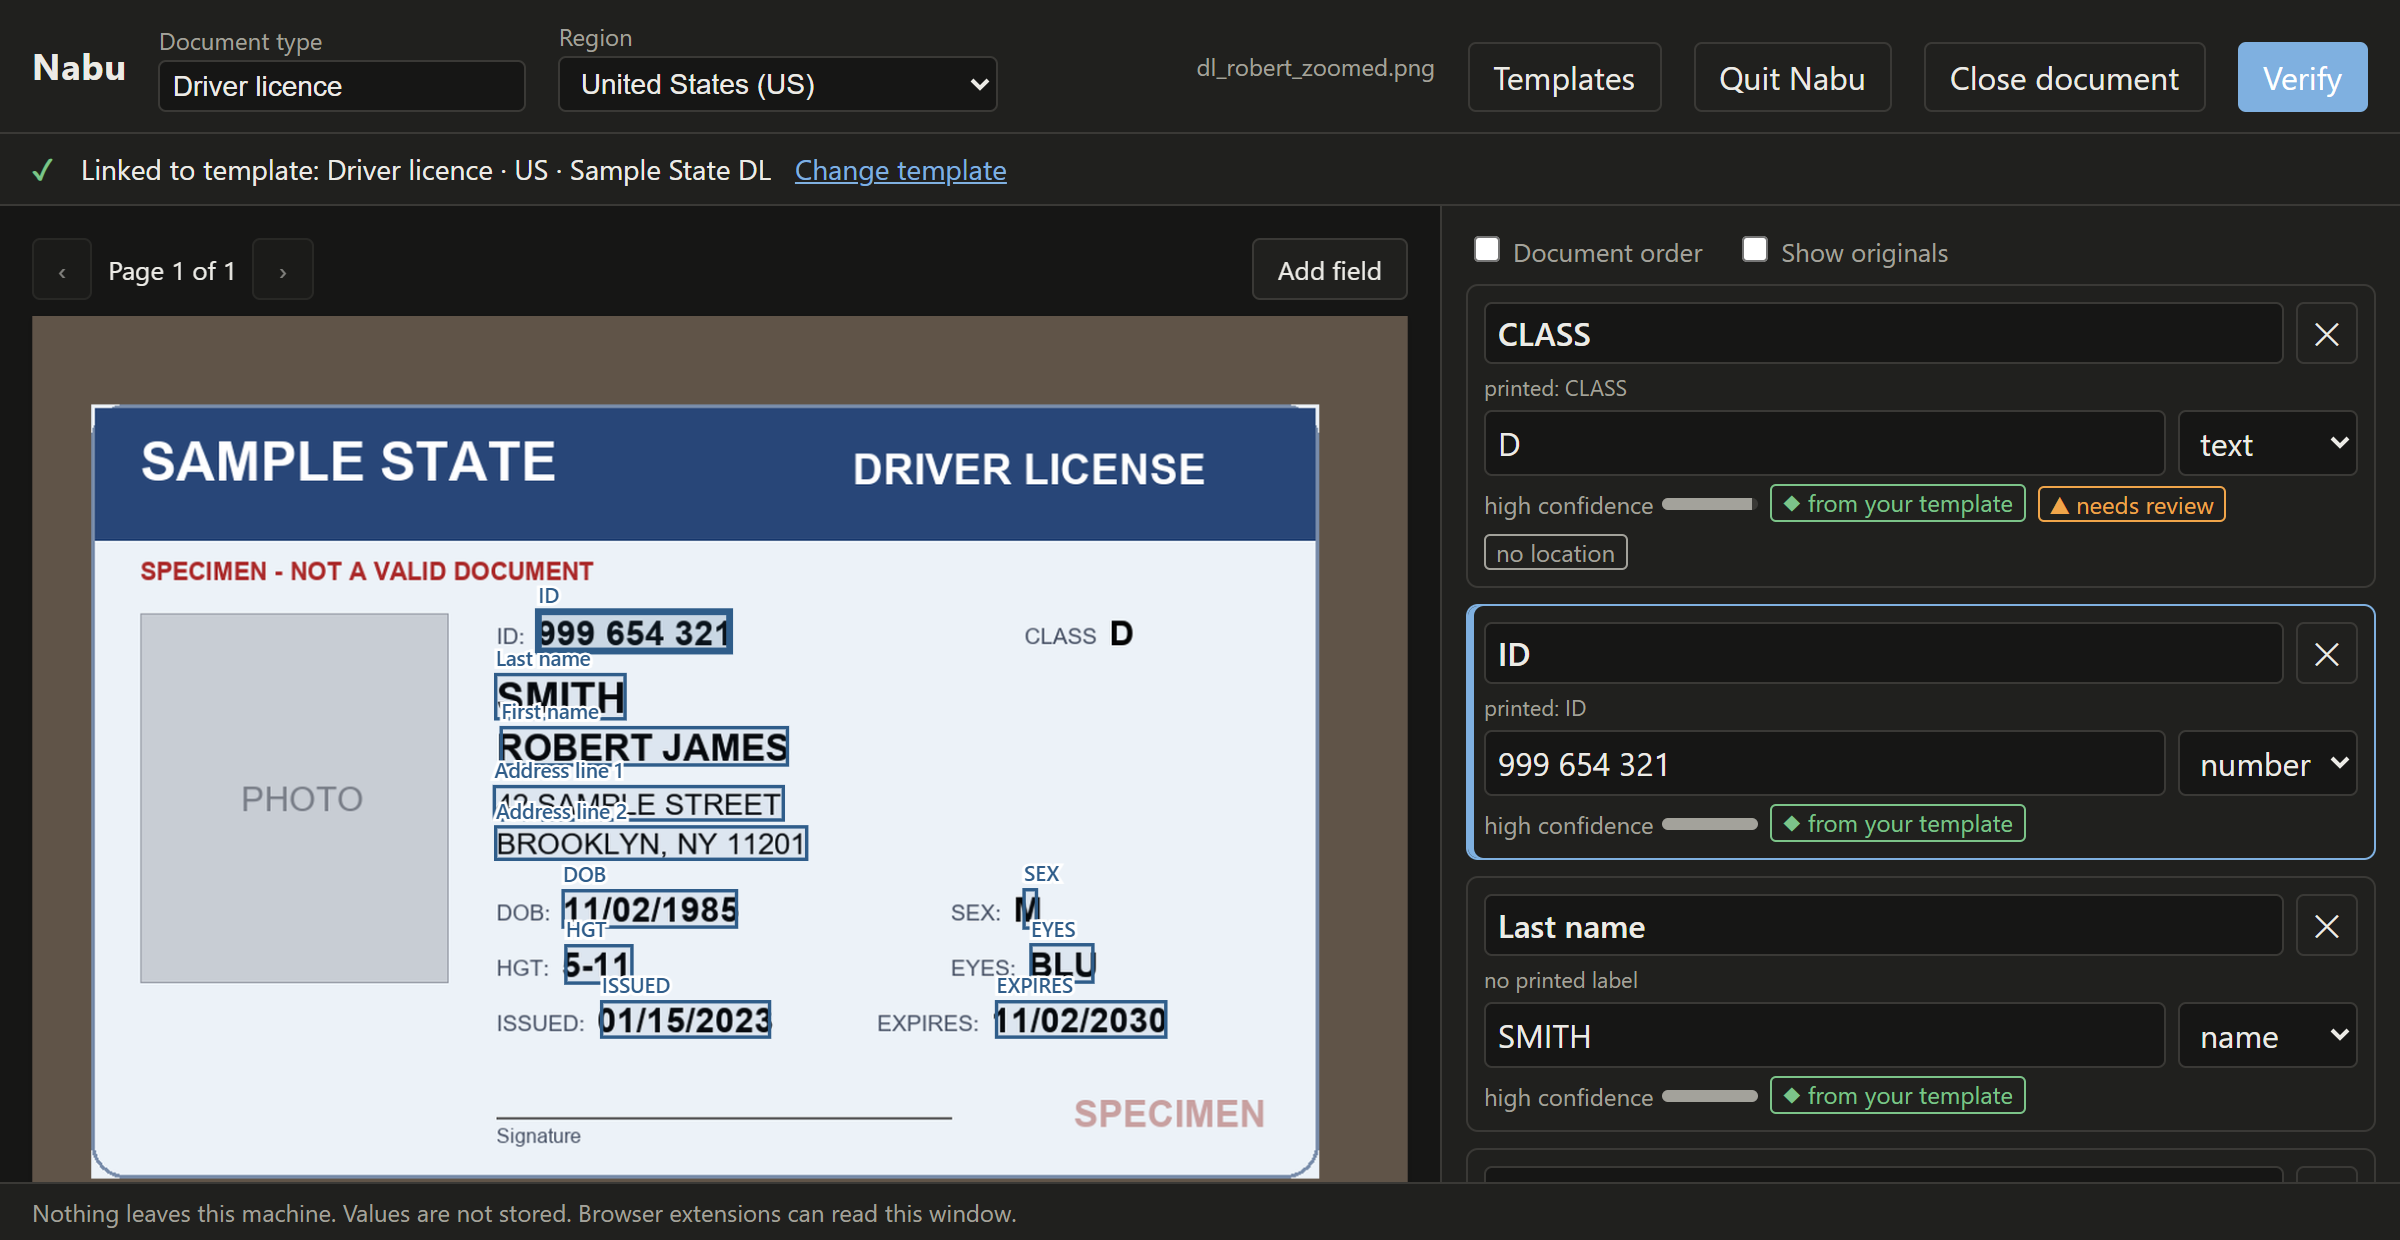 Nabu
Document type
Driver licence
Region
United States (US)
dl_robert_zoomed.png
Templates
Quit Nabu
Close document
Verify
✓ Linked to template: Driver licence · US · Sample State DL Change template
‹ Page 1 of 1 ›
Add field
SAMPLE STATE
DRIVER LICENSE
SPECIMEN - NOT A VALID DOCUMENT
PHOTO
ID
ID: 999 654 321
CLASS D
Last name
SMITH
First name
ROBERT JAMES
Address line 1
42 SAMPLE STREET
Address line 2
BROOKLYN, NY 11201
DOB
DOB: 11/02/1985
SEX
SEX: M
HGT
HGT: 5-11
EYES
EYES: BLU
ISSUED
ISSUED: 01/15/2023
EXPIRES
EXPIRES: 11/02/2030
SPECIMEN
Signature
Document order
Show originals
CLASS
printed: CLASS
D
text
high confidence ◆ from your template ▲ needs review
no location
ID
printed: ID
999 654 321
number
high confidence ◆ from your template
Last name
no printed label
SMITH
name
high confidence ◆ from your template
Nothing leaves this machine. Values are not stored. Browser extensions can read this window.